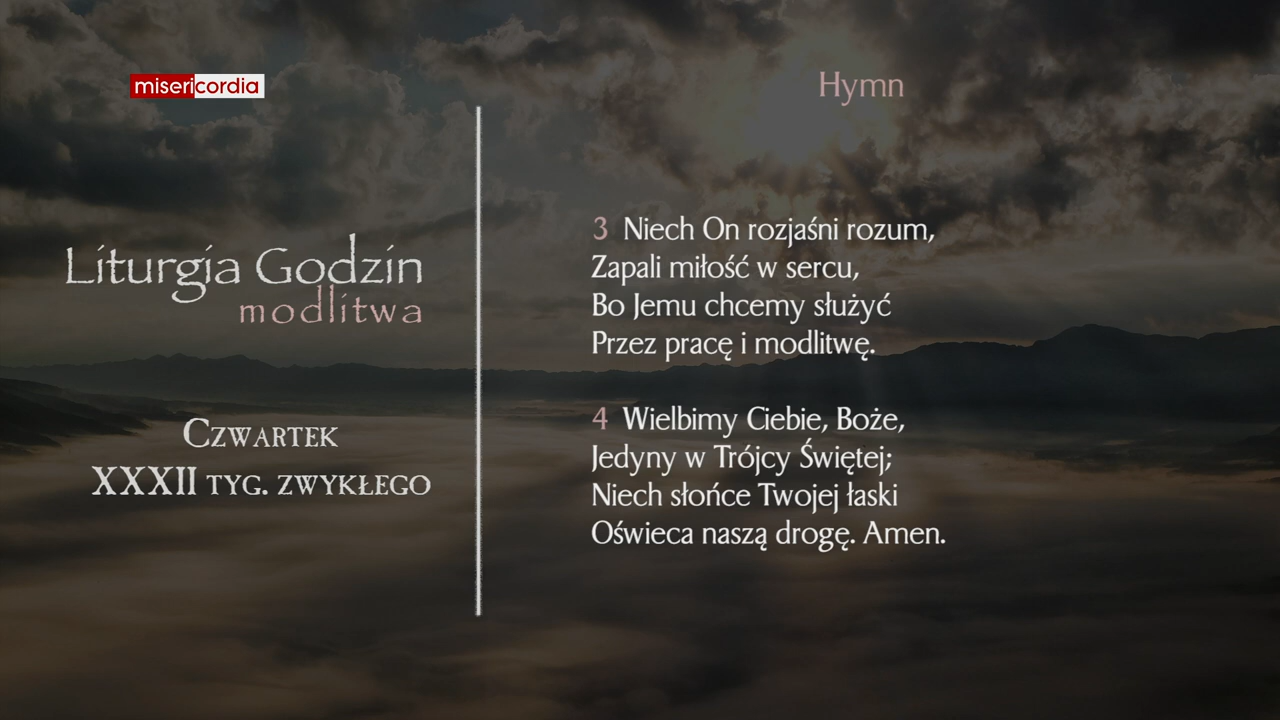 misericordia
Liturgia Godzin
modlitwa
Czwartek
XXXII tyg. zwykłego
Hymn
3 Niech On rozjaśni rozum,
Zapali miłość w sercu,
Bo Jemu chcemy służyć
Przez pracę i modlitwę.
4 Wielbimy Ciebie, Boże,
Jedyny w Trójcy Świętej;
Niech słońce Twojej łaski
Oświeca naszą drogę. Amen.